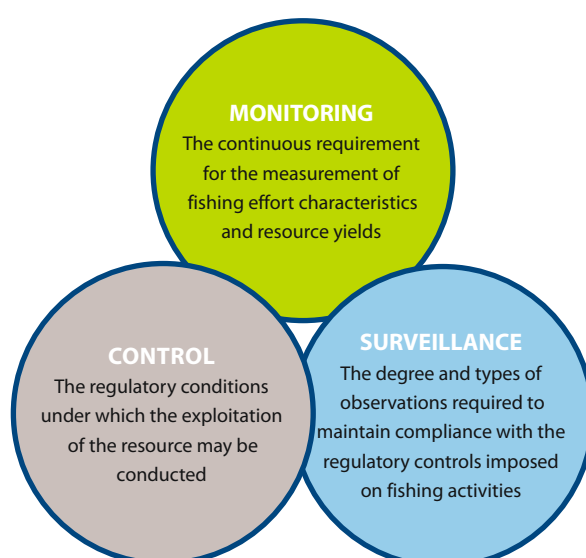 MONITORING
The continuous requirement
for the measurement of
fishing effort characteristics
and resource yields
CONTROL
The regulatory conditions
under which the exploitation
of the resource may be
conducted
SURVEILLANCE
The degree and types of
observations required to
maintain compliance with the
regulatory controls imposed
on fishing activities